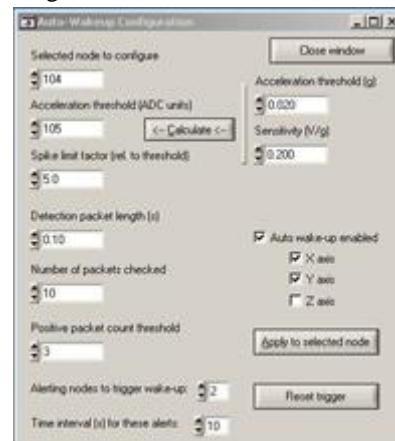 Auto-Wakeup Configuration
Close window
Selected node to configure
104
Acceleration threshold (g)
0.020
Acceleration threshold (ADC units)
105
<-- Calculate <--
Sensitivity (V/g)
0.200
Spike limit factor (rel. to threshold)
5.0
Detection packet length (s)
0.10
Auto wake-up enabled
X axis
Y axis
Z axis
Number of packets checked
10
Positive packet count threshold
3
Apply to selected node
Alerting nodes to trigger wake-up:
2
Reset trigger
Time interval (s) for these alerts:
10